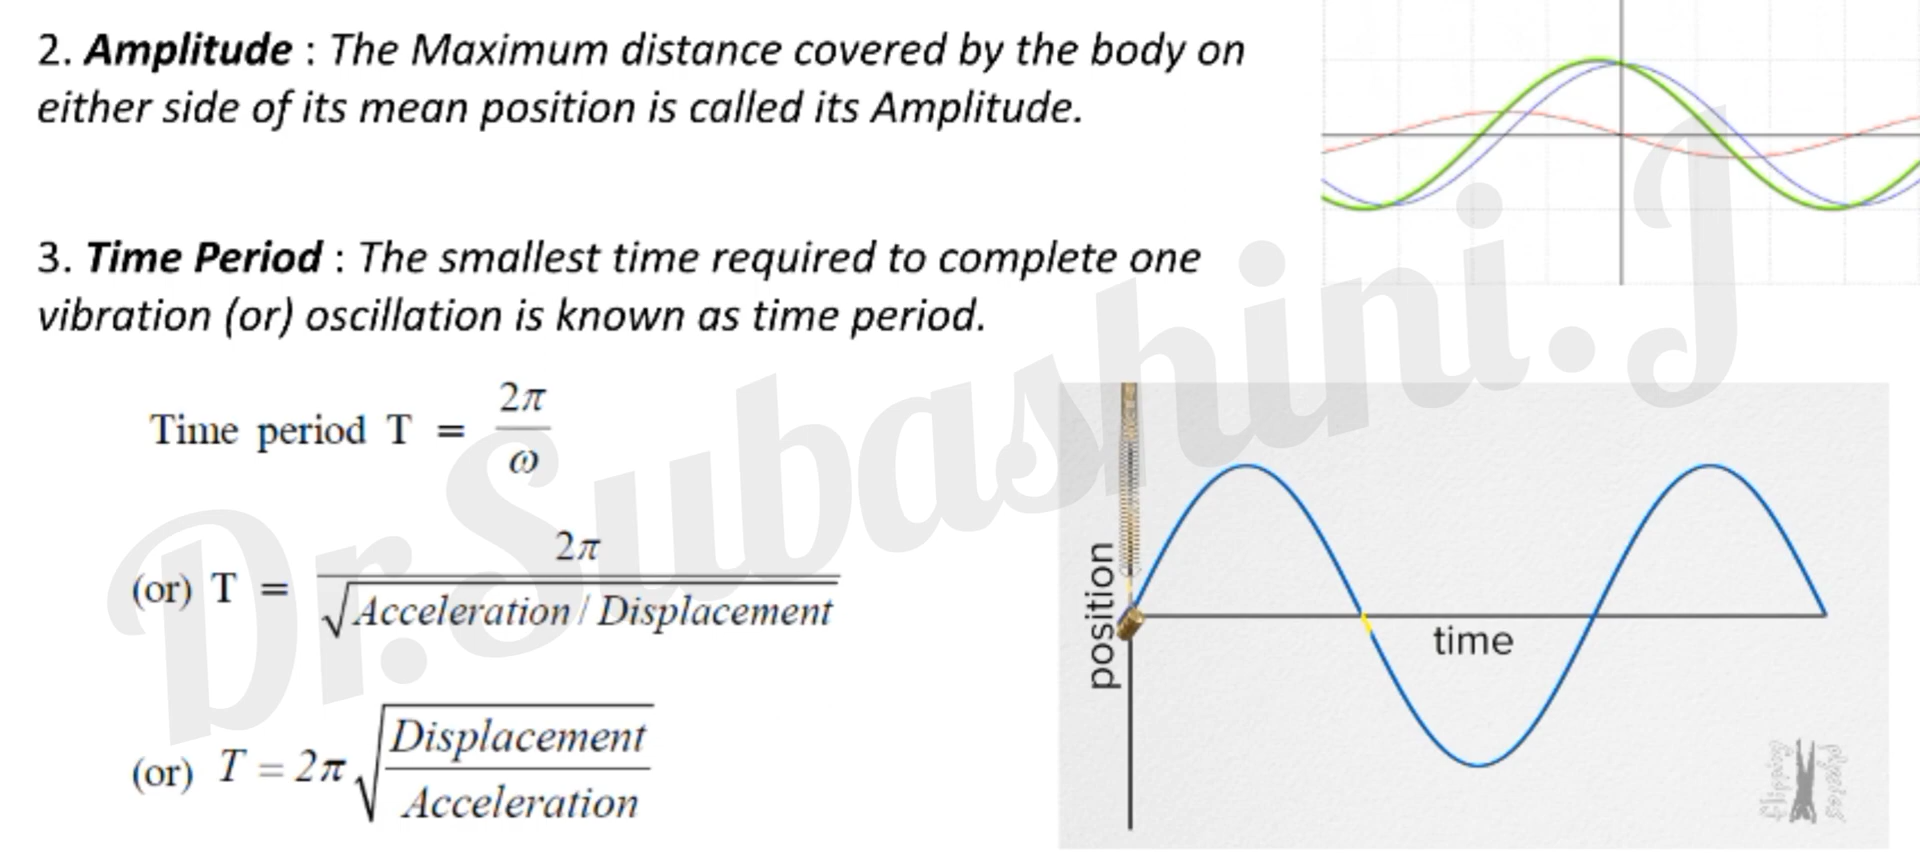 2. Amplitude : The Maximum distance covered by the body on
either side of its mean position is called its Amplitude.
3. Time Period : The smallest time required to complete one
vibration (or) oscillation is known as time period.
Time period T = 2π / ω
(or) T = 2π / √Acceleration / Displacement
(or) T = 2π √Displacement / Acceleration
position
time
Flipping Physics
Dr.Subashini.J